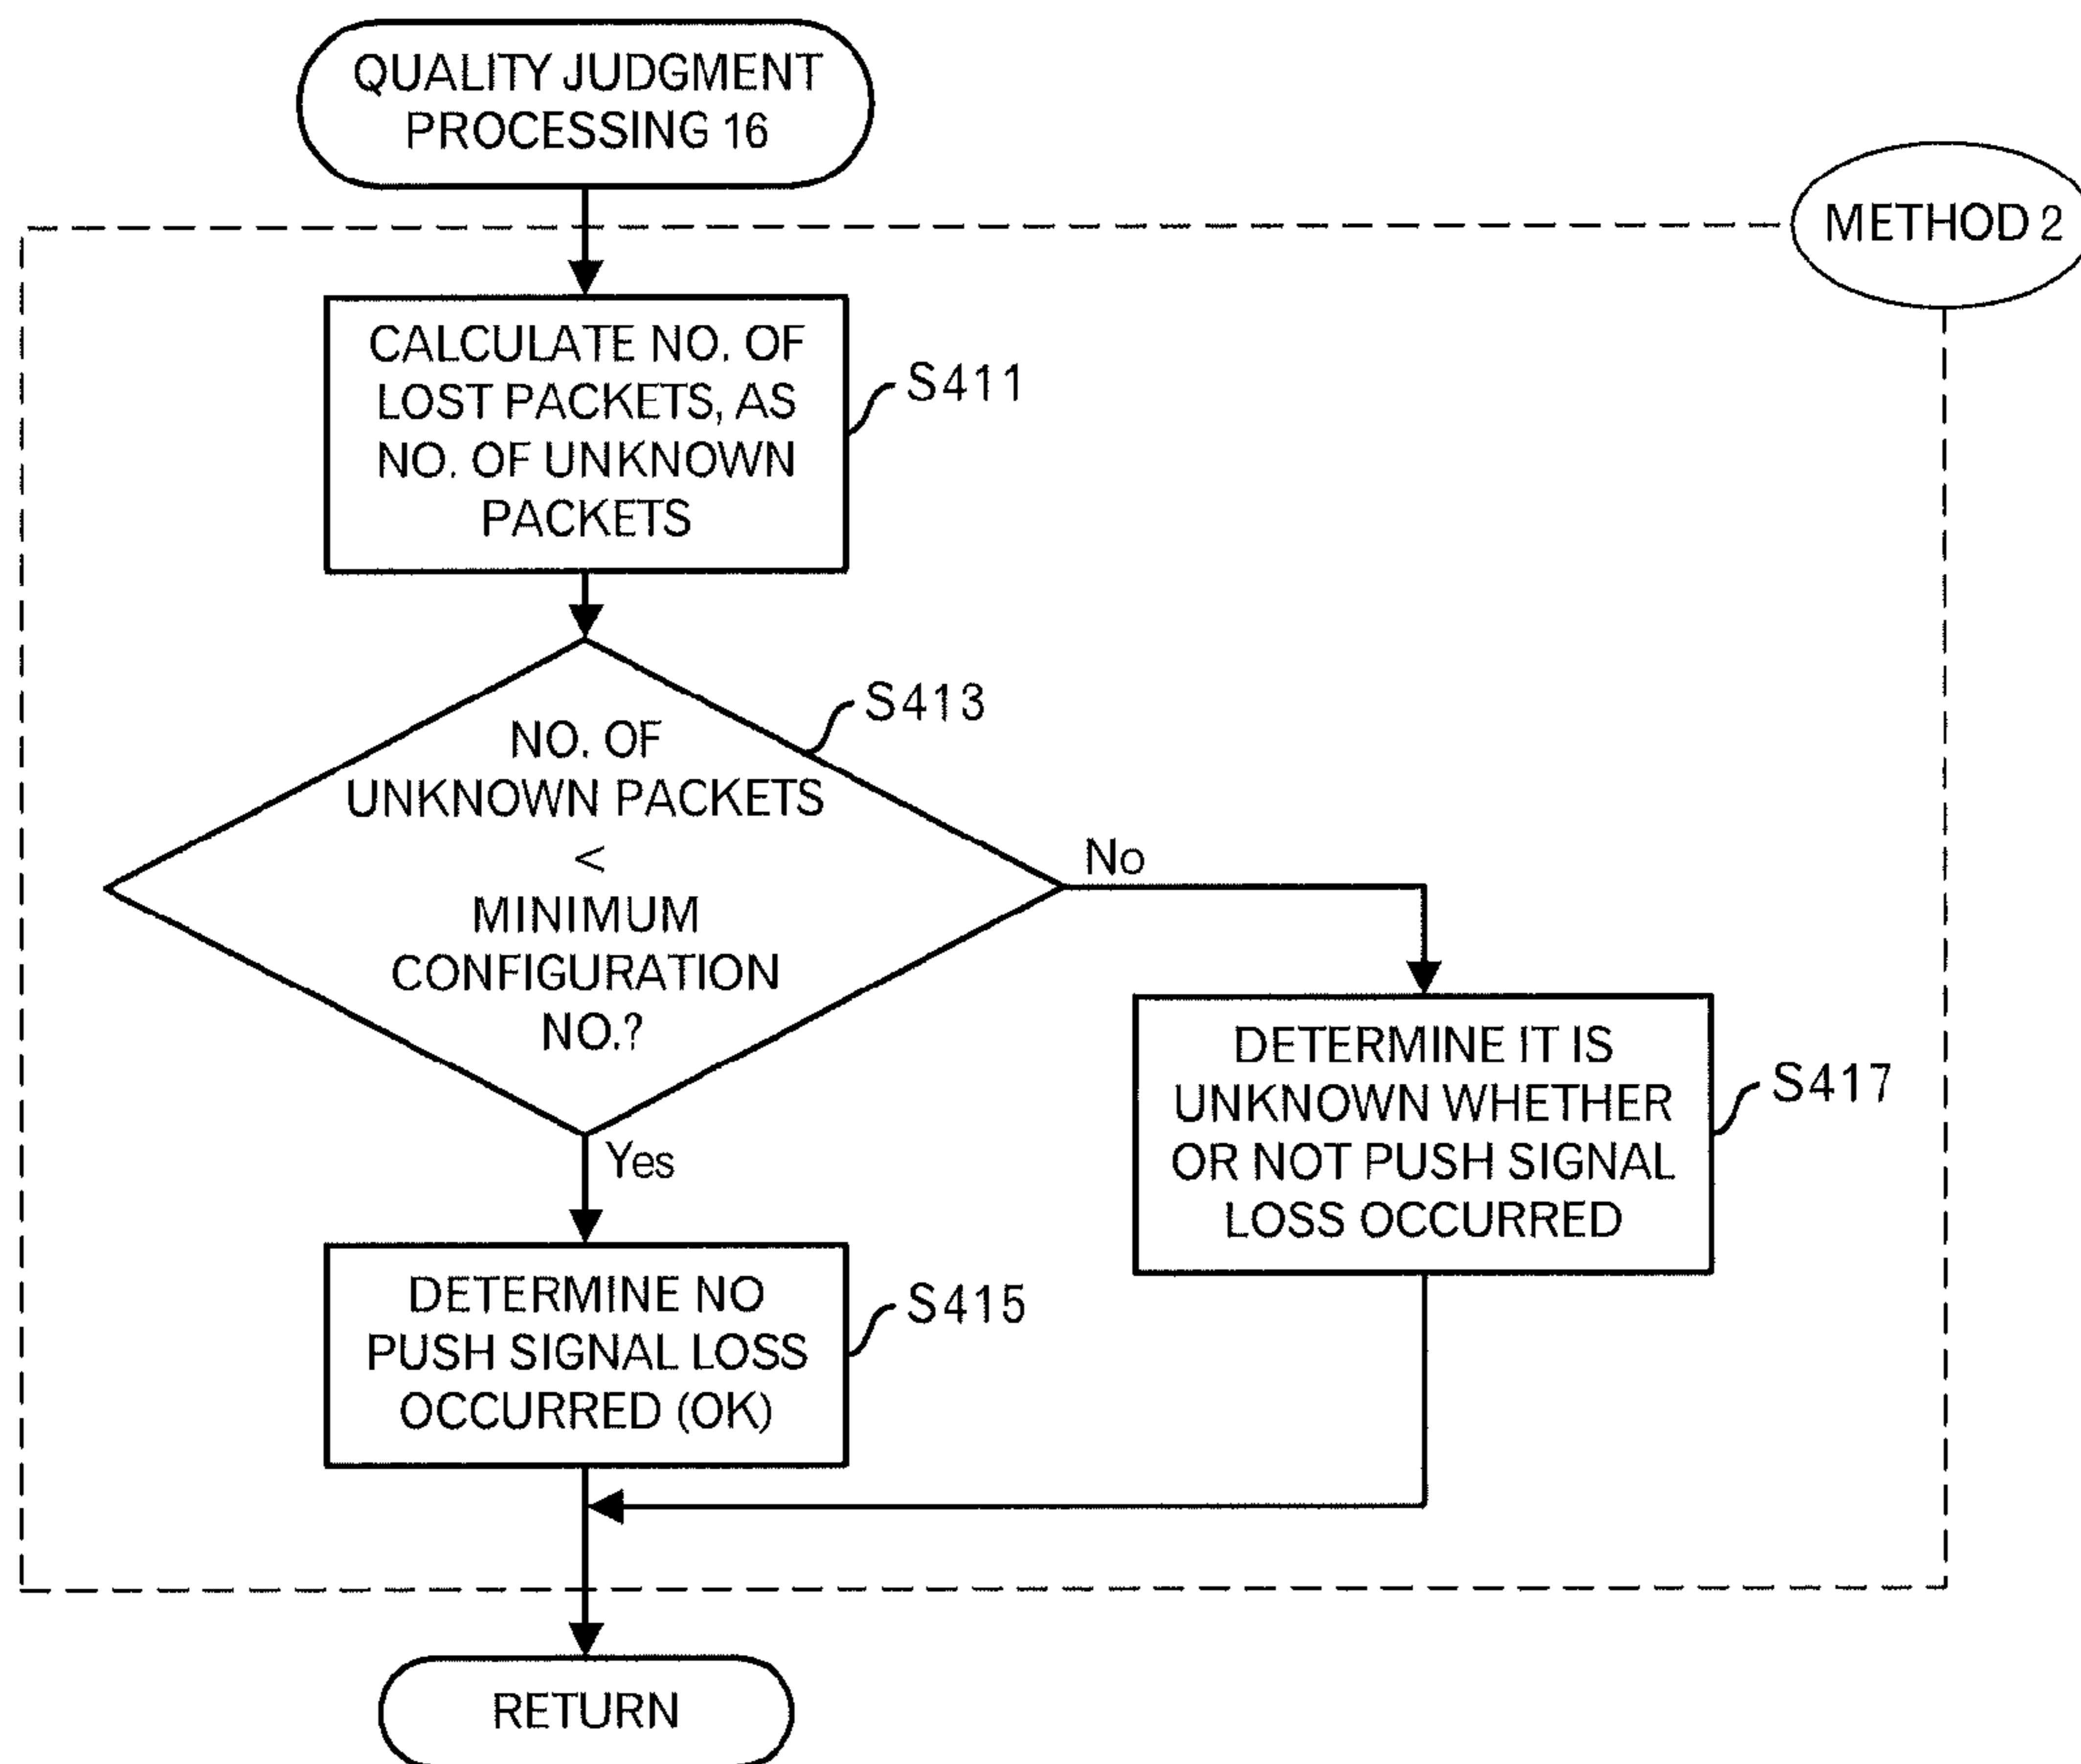 QUALITY JUDGMENT
PROCESSING 16
METHOD 2
CALCULATE NO. OF
LOST PACKETS, AS
NO. OF UNKNOWN
PACKETS
S411
S413
NO. OF
UNKNOWN PACKETS
<
MINIMUM
CONFIGURATION
NO.?
No
Yes
DETERMINE IT IS
UNKNOWN WHETHER
OR NOT PUSH SIGNAL
LOSS OCCURRED
S417
DETERMINE NO
PUSH SIGNAL LOSS
OCCURRED (OK)
S415
RETURN